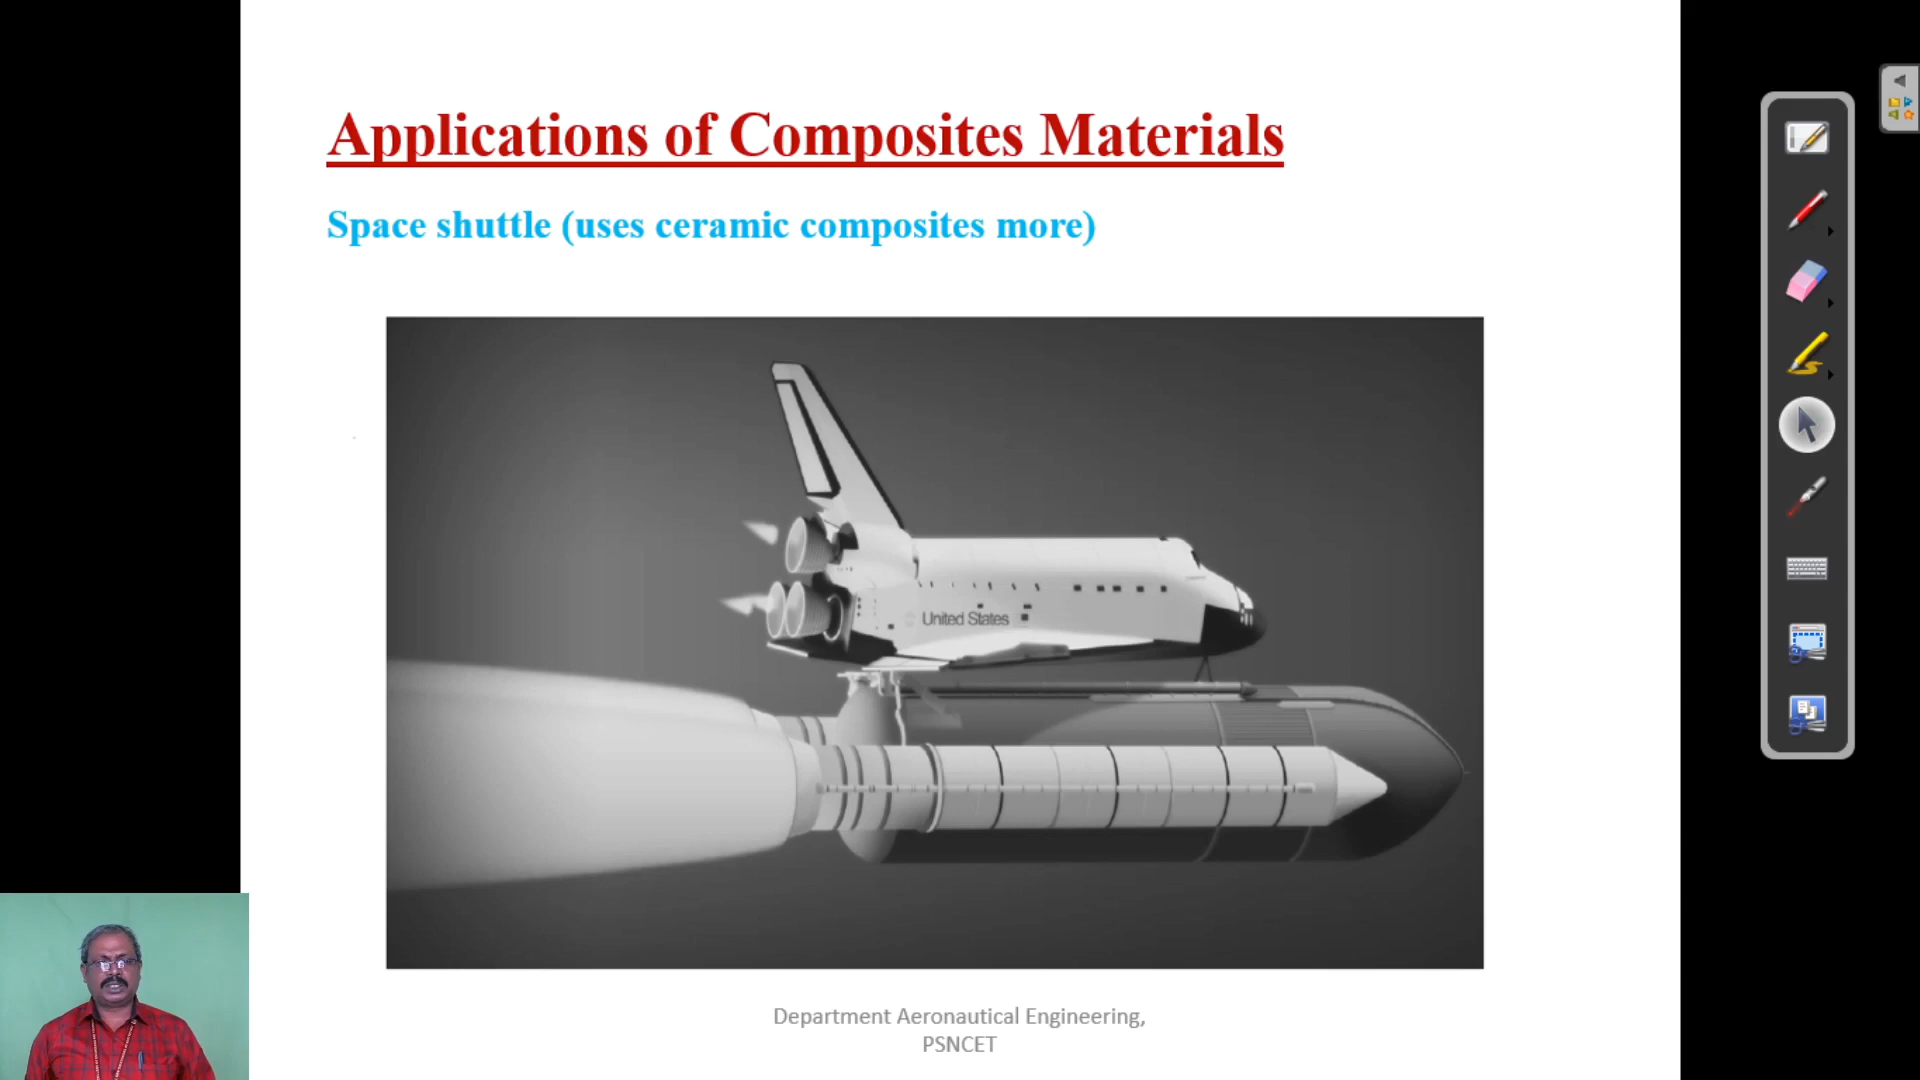 Applications of Composites Materials
Space shuttle (uses ceramic composites more)
United States
Department Aeronautical Engineering,
PSNCET